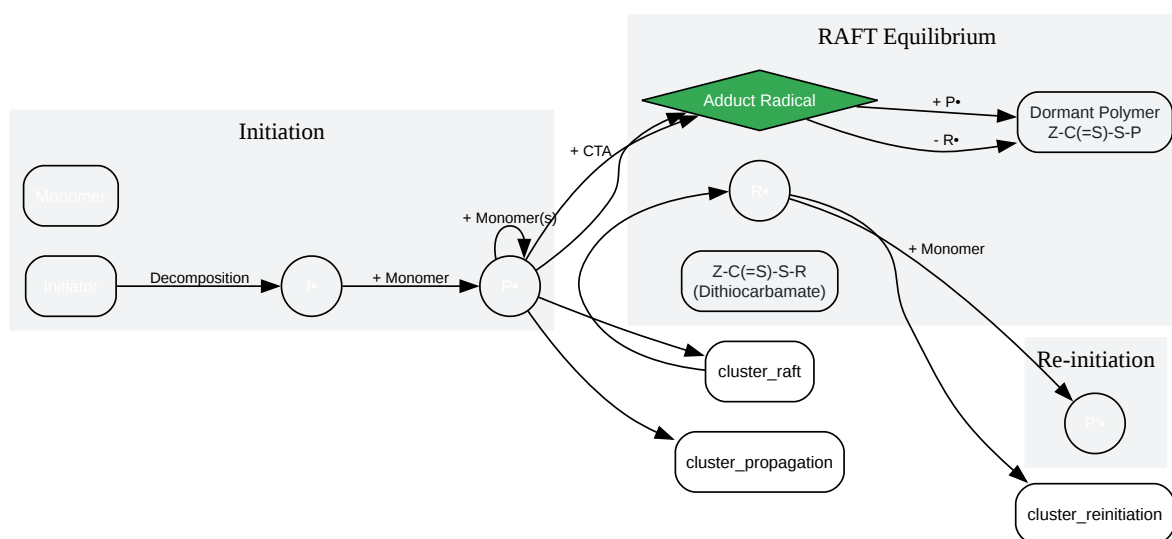 RAFT Equilibrium
Adduct Radical
+ P•
- R•
Dormant Polymer
Z-C(=S)-S-P
Initiation
+ CTA
Monomer
R•
+ Monomer(s)
+ Monomer
Z-C(=S)-S-R
(Dithiocarbamate)
Initiator
Decomposition
I•
+ Monomer
P•
Re-initiation
cluster_raft
P'•
cluster_propagation
cluster_reinitiation